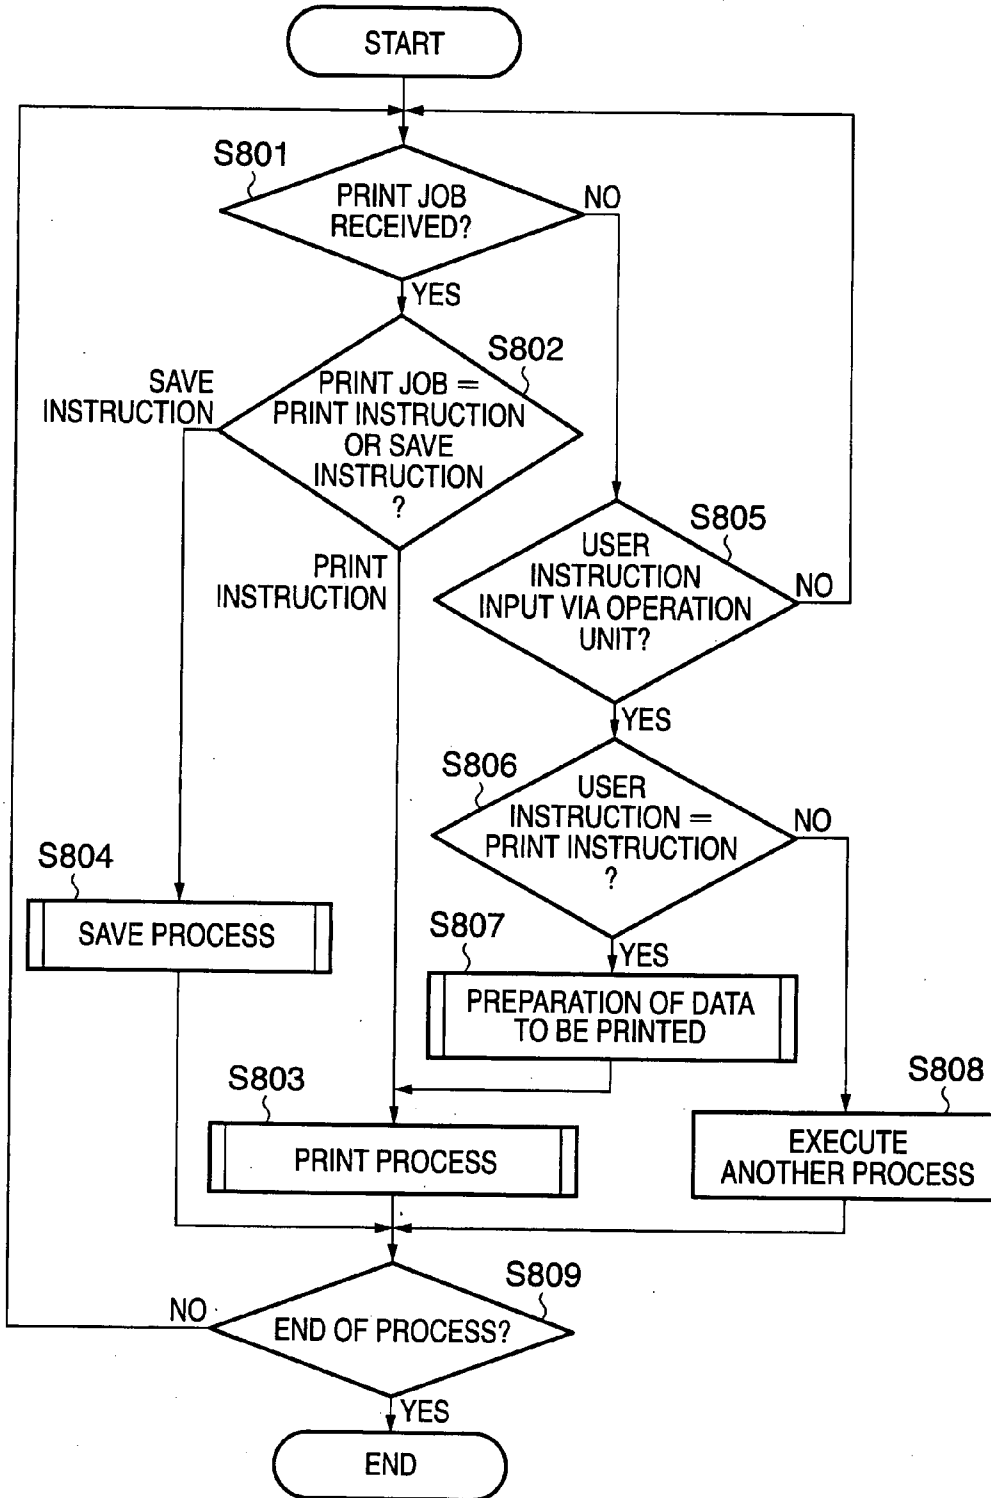 START
S801
PRINT JOB
RECEIVED?
NO
YES
S802
SAVE
INSTRUCTION
PRINT JOB =
PRINT INSTRUCTION
OR SAVE
INSTRUCTION
?
PRINT
INSTRUCTION
S805
USER
INSTRUCTION
INPUT VIA OPERATION
UNIT?
NO
YES
S806
USER
INSTRUCTION =
PRINT INSTRUCTION
?
NO
YES
S804
SAVE PROCESS
S807
PREPARATION OF DATA
TO BE PRINTED
S803
PRINT PROCESS
S808
EXECUTE
ANOTHER PROCESS
S809
END OF PROCESS?
NO
YES
END